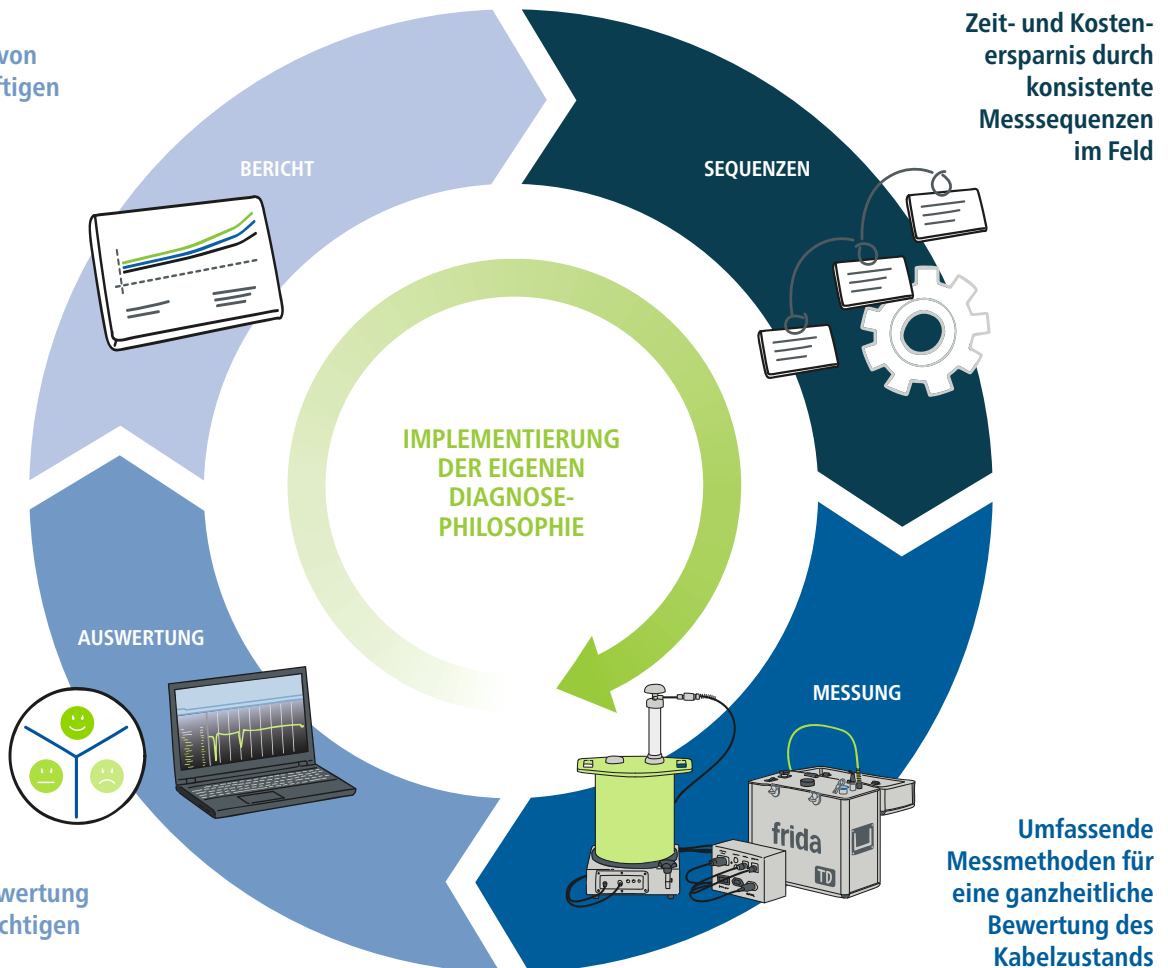 von
Zeit- und Kosten-
ersparnis durch
konsistente
Messsequenzen
im Feld
BERICHT
SEQUENZEN
IMPLEMENTIERUNG
DER EIGENEN
DIAGNOSE-
PHILOSOPHIE
AUSWERTUNG
MESSUNG
frida
TD
Umfassende
Messmethoden für
eine ganzheitliche
Bewertung des
Kabelzustands